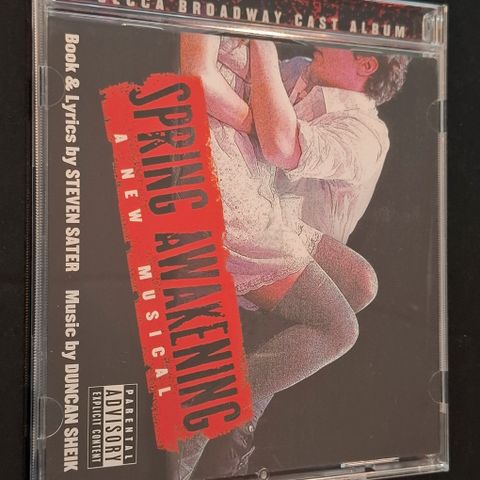 DECCA BROADWAY CAST ALBUM
SPRING AWAKENING
A NEW MUSICAL
Book & Lyrics by STEVEN SATER Music by DUNCAN SHEIK
PARENTAL
ADVISORY
EXPLICIT CONTENT